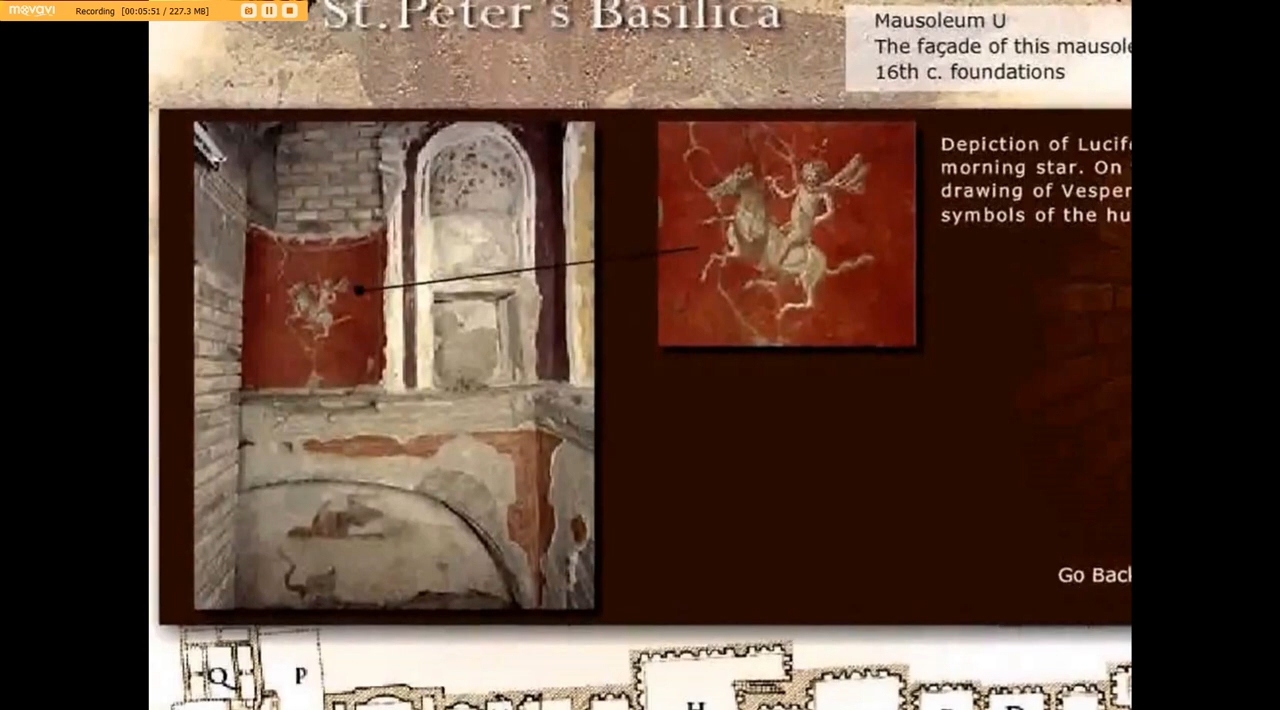 movavi Recording [00:05:51 / 227.3 MB]
St.Peter's Basilica
Mausoleum U
The façade of this mausole
16th c. foundations
Depiction of Lucif
morning star. On
drawing of Vesper
symbols of the hu
Go Back
Q P
H